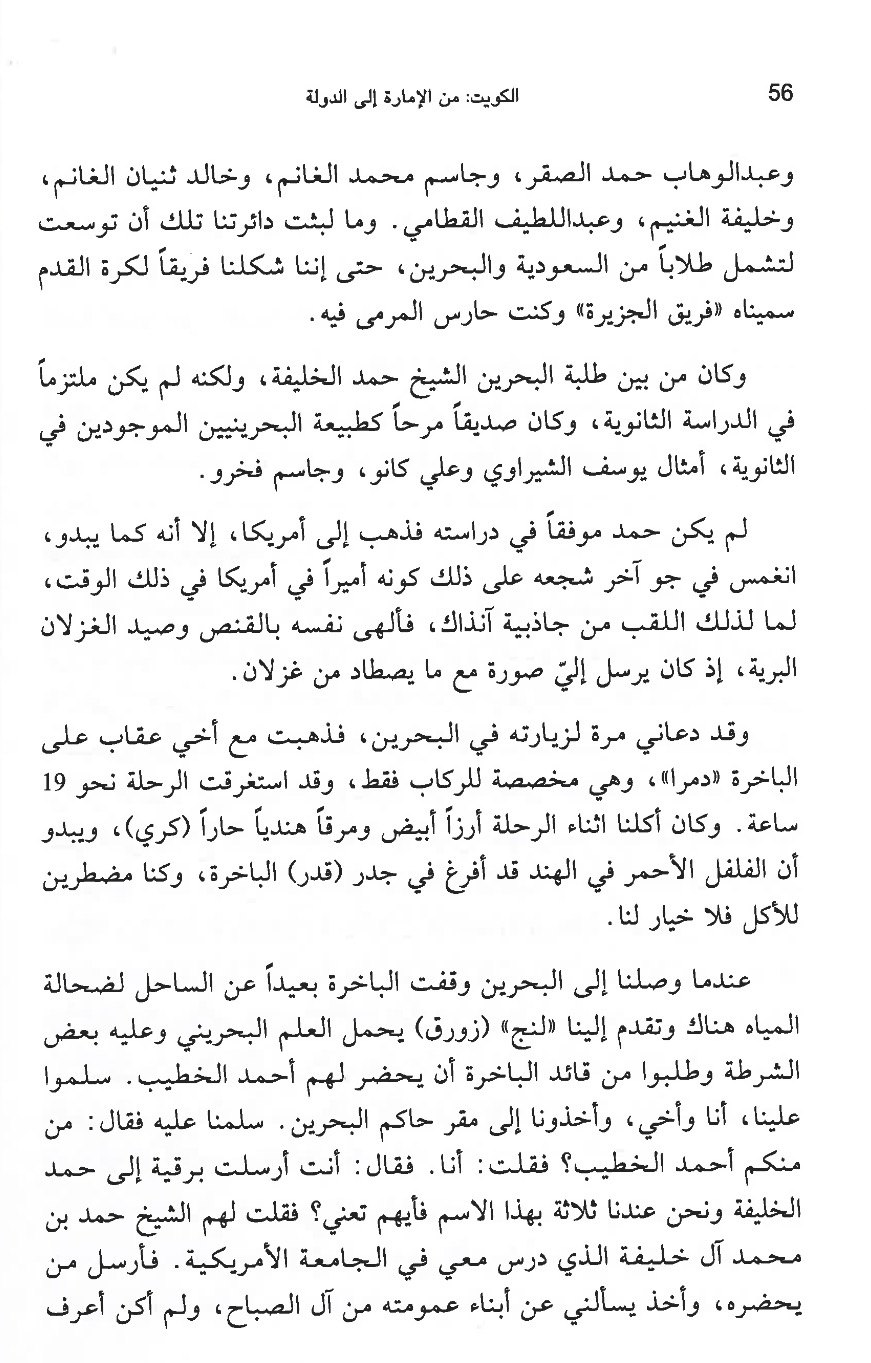 56
الكويت: من الإمارة إلى الدولة
وعبدالوهاب حمد الصقر، وجاسم محمد الغانم، وخالد ثنيان الغانم،
وخليفة الغنيم، وعبداللطيف القطامي. وما لبثت دائرتنا تلك أن توسعت
لتشمل طلاباً من السعودية والبحرين، حتى إننا شكلنا فريقاً لكرة القدم
سميناه «فريق الجزيرة» وكنت حارس المرمى فيه.
وكان من بين طلبة البحرين الشيخ حمد الخليفة، ولكنه لم يكن ملتزماً
في الدراسة الثانوية، وكان صديقاً مرحاً كطبيعة البحرينيين الموجودين في
الثانوية، أمثال يوسف الشيراوي وعلي كانو، وجاسم فخرو.
لم يكن حمد موفقاً في دراسته فذهب إلى أمريكا، إلا أنه كما يبدو،
انغمس في جو آخر شجعه على ذلك كونه أميراً في أمريكا في ذلك الوقت،
لما لذلك اللقب من جاذبية آنذاك، فألهى نفسه بالقنص وصيد الغزلان
البرية، إذ كان يرسل إليّ صورة مع ما يصطاد من غزلان.
وقد دعاني مرة لزيارته في البحرين، فذهبت مع أخي عقاب على
الباخرة «دمرا»، وهي مخصصة للركاب فقط، وقد استغرقت الرحلة نحو 19
ساعة. وكان أكلنا اثناء الرحلة أرزاً أبيض ومرقاً هندياً حاراً (كري)، ويبدو
أن الفلفل الأحمر في الهند قد أفرغ في جدر (قدر) الباخرة، وكنا مضطرين
للأكل فلا خيار لنا.
عندما وصلنا إلى البحرين وقفت الباخرة بعيداً عن الساحل لضحالة
المياه هناك وتقدم إلينا «لنج» (زورق) يحمل العلم البحريني وعليه بعض
الشرطة وطلبوا من قائد الباخرة أن يحضر لهم أحمد الخطيب. سلموا
علينا، أنا وأخي، وأخذونا إلى مقر حاكم البحرين. سلمنا عليه فقال: من
منكم أحمد الخطيب؟ فقلت: أنا. فقال: أنت أرسلت برقية إلى حمد
الخليفة ونحن عندنا ثلاثة بهذا الاسم فأيهم تعني؟ فقلت لهم الشيخ حمد بن
محمد آل خليفة الذي درس معي في الجامعة الأمريكية. فأرسل من
يحضره، وأخذ يسألني عن أبناء عمومته من آل الصباح، ولم أكن أعرف